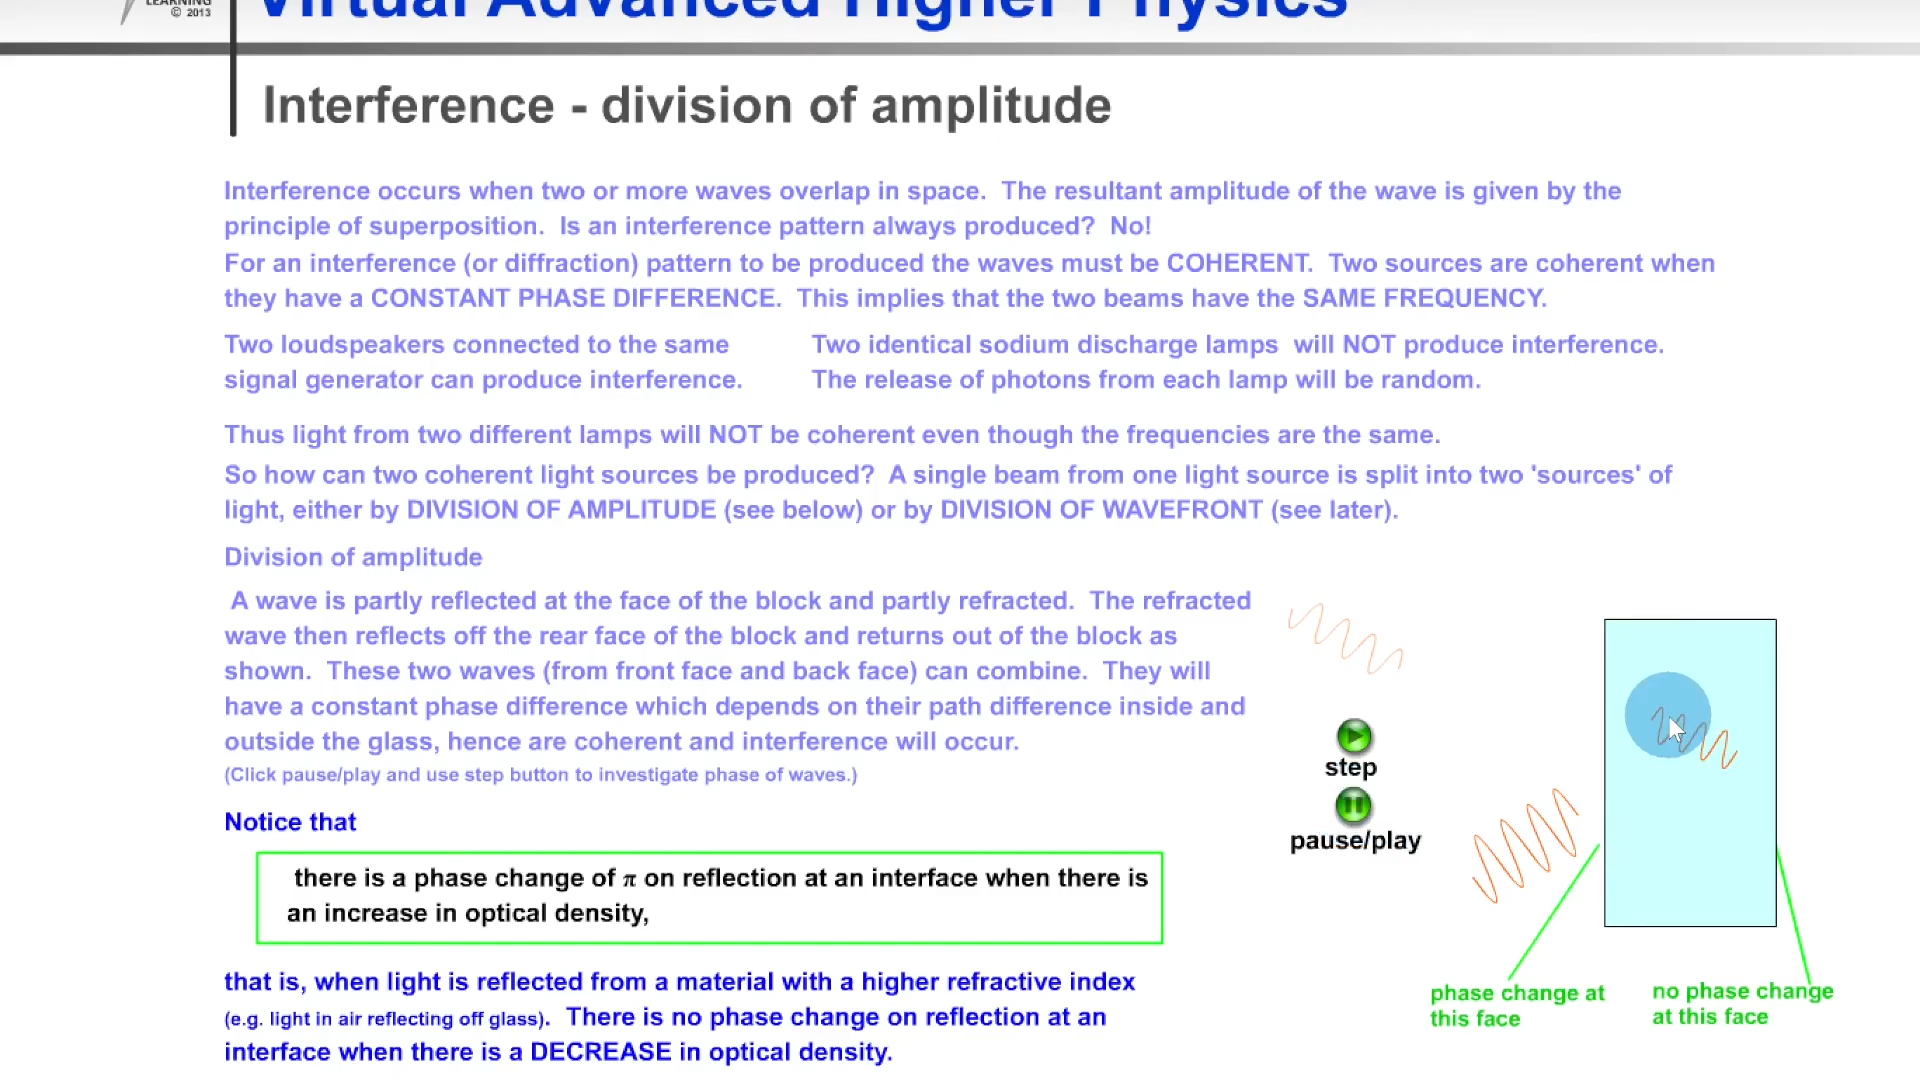 LEARNING
© 2013
Virtual Advanced Higher Physics
Interference - division of amplitude
Interference occurs when two or more waves overlap in space. The resultant amplitude of the wave is given by the
principle of superposition. Is an interference pattern always produced? No!
For an interference (or diffraction) pattern to be produced the waves must be COHERENT. Two sources are coherent when
they have a CONSTANT PHASE DIFFERENCE. This implies that the two beams have the SAME FREQUENCY.
Two loudspeakers connected to the same
signal generator can produce interference.
Two identical sodium discharge lamps will NOT produce interference.
The release of photons from each lamp will be random.
Thus light from two different lamps will NOT be coherent even though the frequencies are the same.
So how can two coherent light sources be produced? A single beam from one light source is split into two 'sources' of
light, either by DIVISION OF AMPLITUDE (see below) or by DIVISION OF WAVEFRONT (see later).
Division of amplitude
A wave is partly reflected at the face of the block and partly refracted. The refracted
wave then reflects off the rear face of the block and returns out of the block as
shown. These two waves (from front face and back face) can combine. They will
have a constant phase difference which depends on their path difference inside and
outside the glass, hence are coherent and interference will occur.
(Click pause/play and use step button to investigate phase of waves.)
step
pause/play
Notice that
there is a phase change of π on reflection at an interface when there is
an increase in optical density,
that is, when light is reflected from a material with a higher refractive index
(e.g. light in air reflecting off glass). There is no phase change on reflection at an
interface when there is a DECREASE in optical density.
phase change at
this face
no phase change
at this face